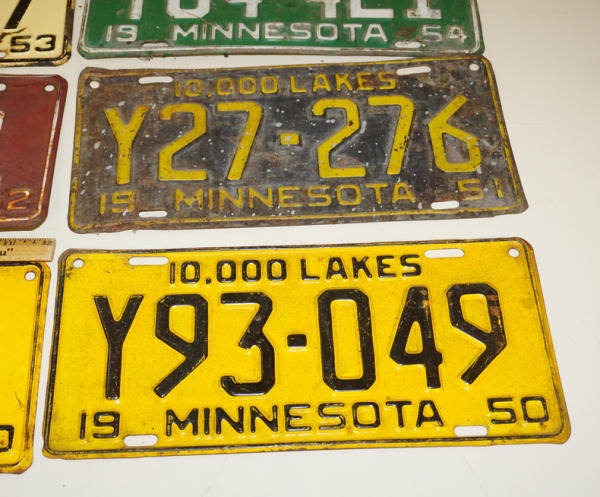 53
19 MINNESOTA 54
10,000 LAKES
Y27-276
19 MINNESOTA 51
10,000 LAKES
Y93-049
19 MINNESOTA 50